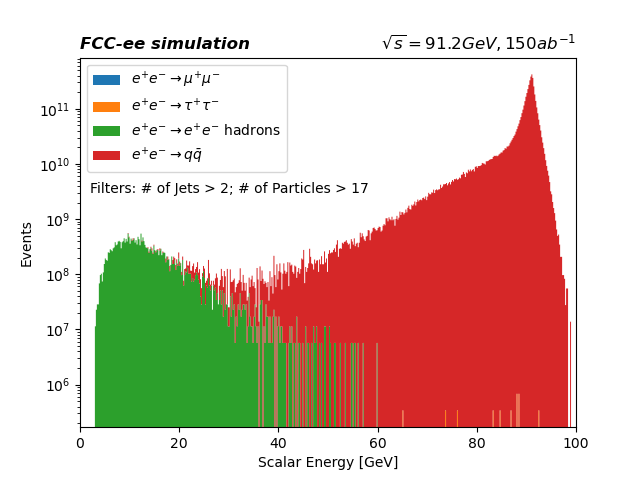 FCC-ee simulation
√s = 91.2GeV, 150ab⁻¹
e⁺e⁻ → μ⁺μ⁻
e⁺e⁻ → τ⁺τ⁻
e⁺e⁻ → e⁺e⁻ hadrons
e⁺e⁻ → qq̄
Filters: # of Jets > 2; # of Particles > 17
Events
10¹¹
10¹⁰
10⁹
10⁸
10⁷
10⁶
0 20 40 60 80 100
Scalar Energy [GeV]